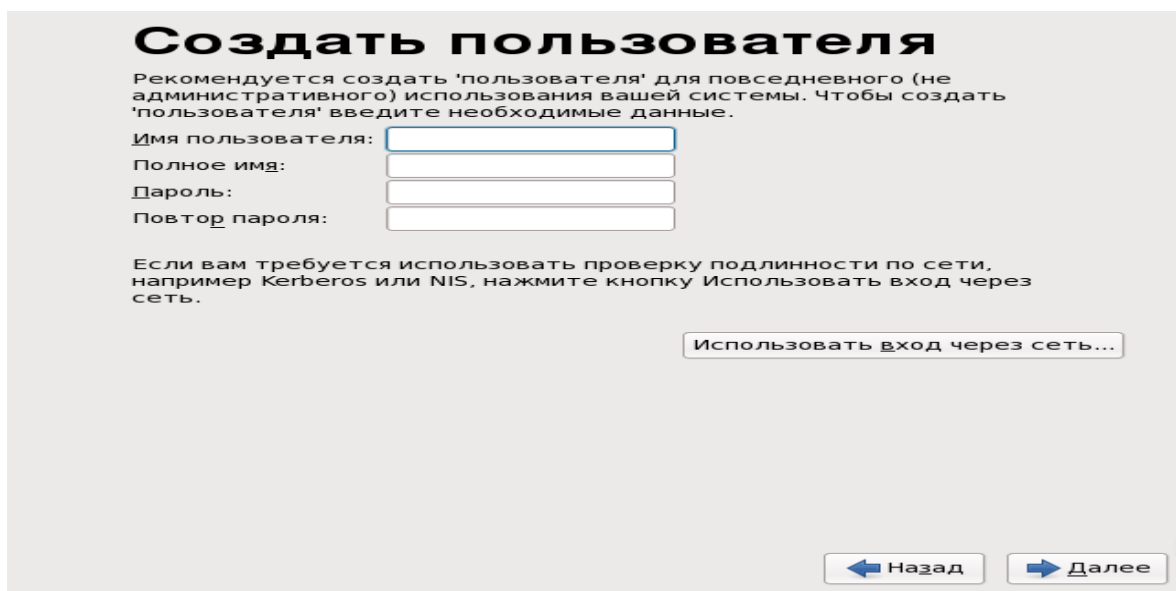 Создать пользователя
Рекомендуется создать 'пользователя' для повседневного (не
административного) использования вашей системы. Чтобы создать
'пользователя' введите необходимые данные.
Имя пользователя:
Полное имя:
Пароль:
Повтор пароля:
Если вам требуется использовать проверку подлинности по сети,
например Kerberos или NIS, нажмите кнопку Использовать вход через
сеть.
Использовать вход через сеть...
Назад
Далее